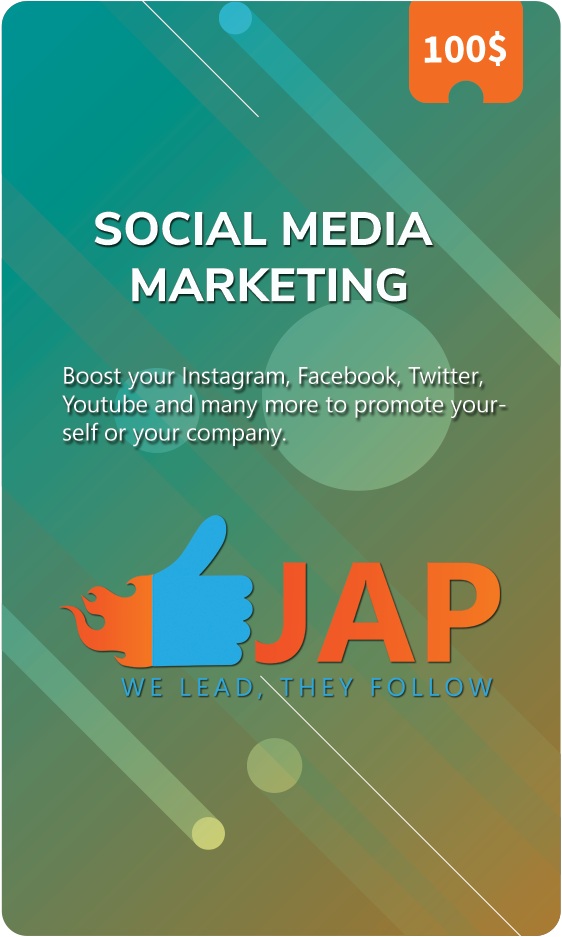 100$
SOCIAL MEDIA
MARKETING
Boost your Instagram, Facebook, Twitter,
Youtube and many more to promote your-
self or your company.
JAP
WE LEAD, THEY FOLLOW